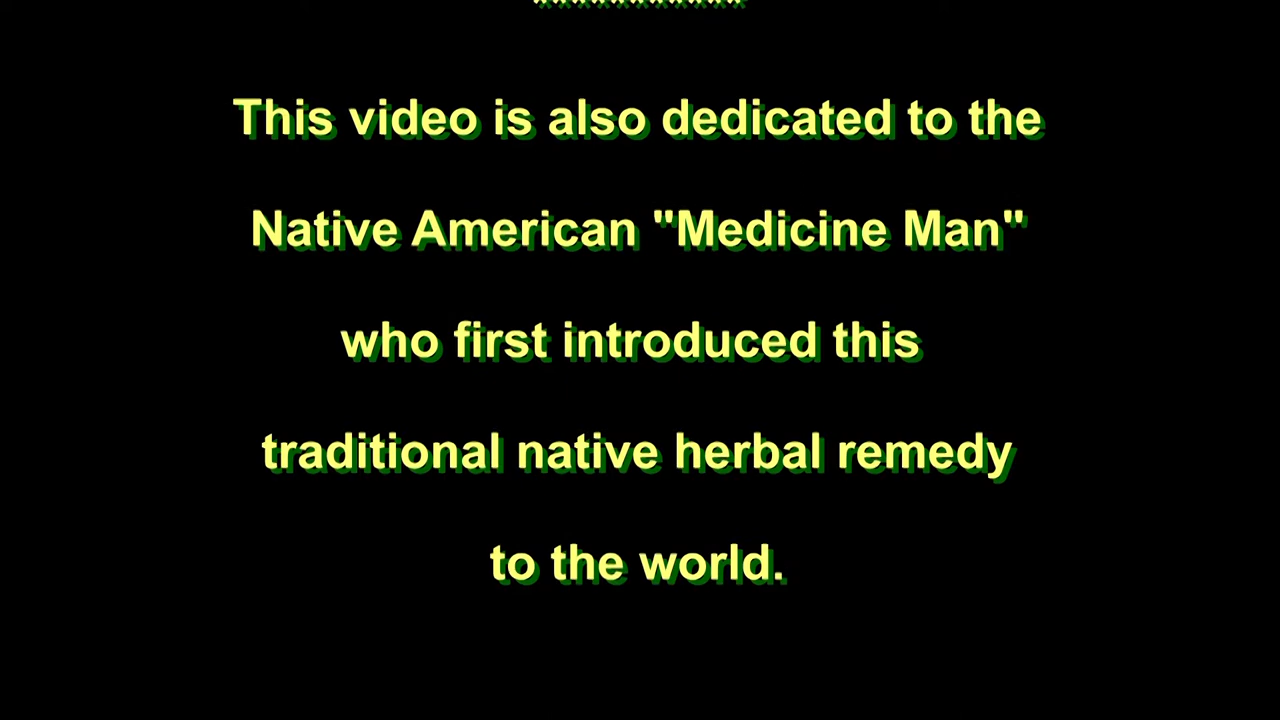 This video is also dedicated to the
Native American "Medicine Man"
who first introduced this
traditional native herbal remedy
to the world.